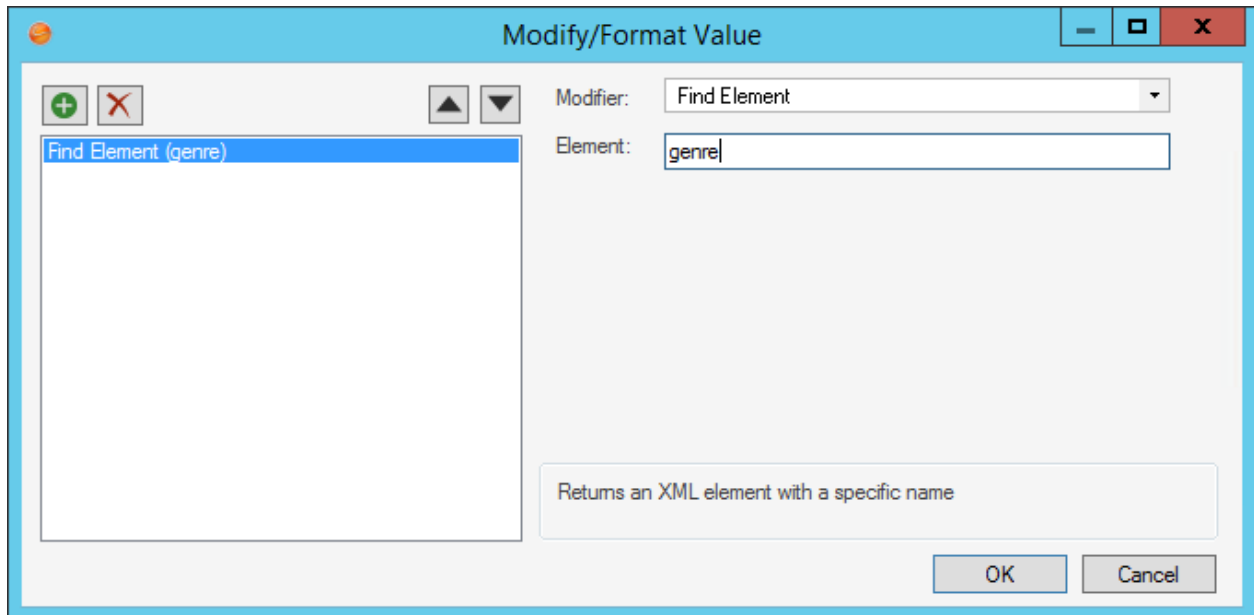 Modify/Format Value
Modifier: Find Element
Find Element (genre)
Element: genre
Returns an XML element with a specific name
OK Cancel